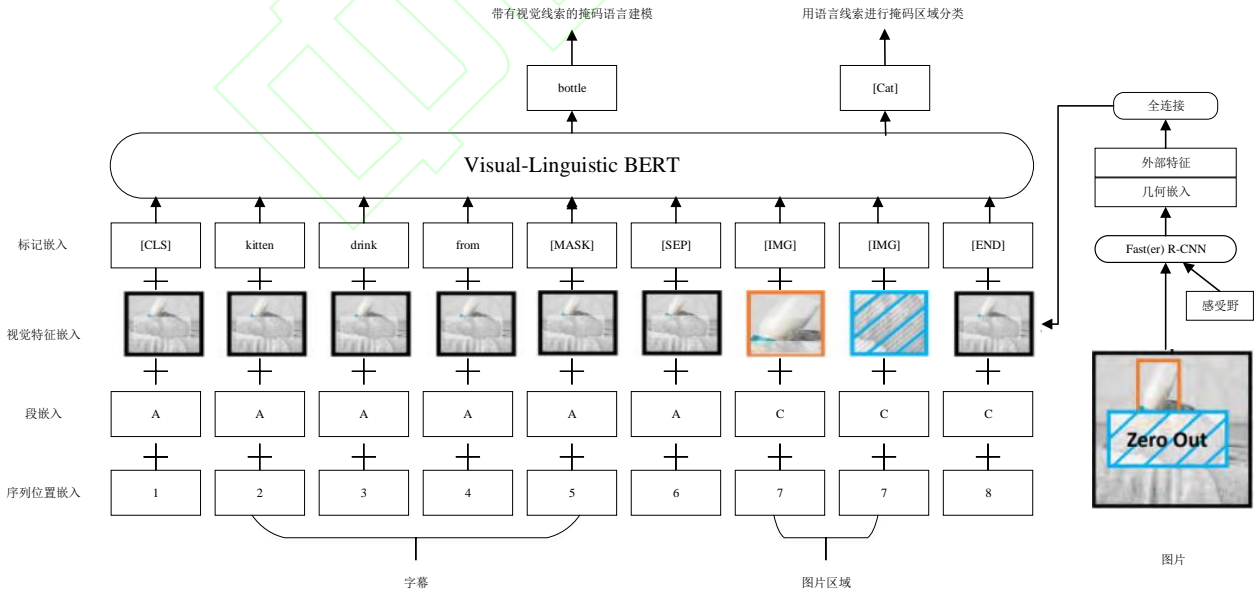 带有视觉线索的掩码语言建模
用语言线索进行掩码区域分类
bottle
[Cat]
全连接
Visual-Linguistic BERT
外部特征
几何嵌入
标记嵌入
[CLS]
kitten
drink
from
[MASK]
[SEP]
[IMG]
[IMG]
[END]
Fast(er) R-CNN
感受野
视觉特征嵌入
段嵌入
A
A
A
A
A
A
C
C
C
Zero Out
序列位置嵌入
1
2
3
4
5
6
7
7
8
字幕
图片区域
图片